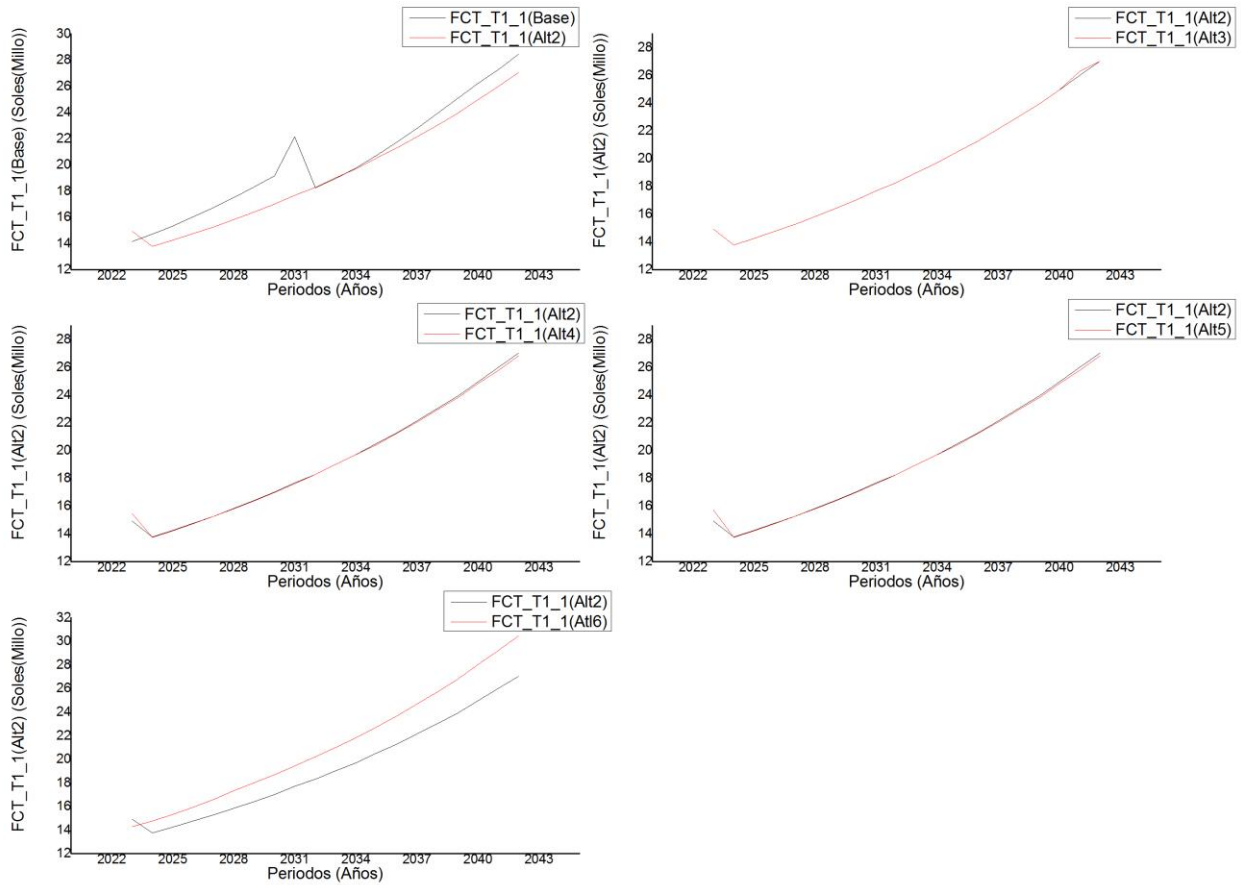 FCT_T1_1(Base)
FCT_T1_1(Alt2)
FCT_T1_1(Base) (Soles(Millo))
30
28
26
24
22
20
18
16
14
12
2022 2025 2028 2031 2034 2037 2040 2043
Periodos (Años)
FCT_T1_1(Alt2)
FCT_T1_1(Alt3)
FCT_T1_1(Alt2) (Soles(Millo))
28
26
24
22
20
18
16
14
12
2022 2025 2028 2031 2034 2037 2040 2043
Periodos (Años)
FCT_T1_1(Alt2)
FCT_T1_1(Alt4)
FCT_T1_1(Alt2) (Soles(Millo))
28
26
24
22
20
18
16
14
12
2022 2025 2028 2031 2034 2037 2040 2043
Periodos (Años)
FCT_T1_1(Alt2)
FCT_T1_1(Alt5)
FCT_T1_1(Alt2) (Soles(Millo))
28
26
24
22
20
18
16
14
12
2022 2025 2028 2031 2034 2037 2040 2043
Periodos (Años)
FCT_T1_1(Alt2)
FCT_T1_1(Atl6)
FCT_T1_1(Alt2) (Soles(Millo))
32
30
28
26
24
22
20
18
16
14
12
2022 2025 2028 2031 2034 2037 2040 2043
Periodos (Años)